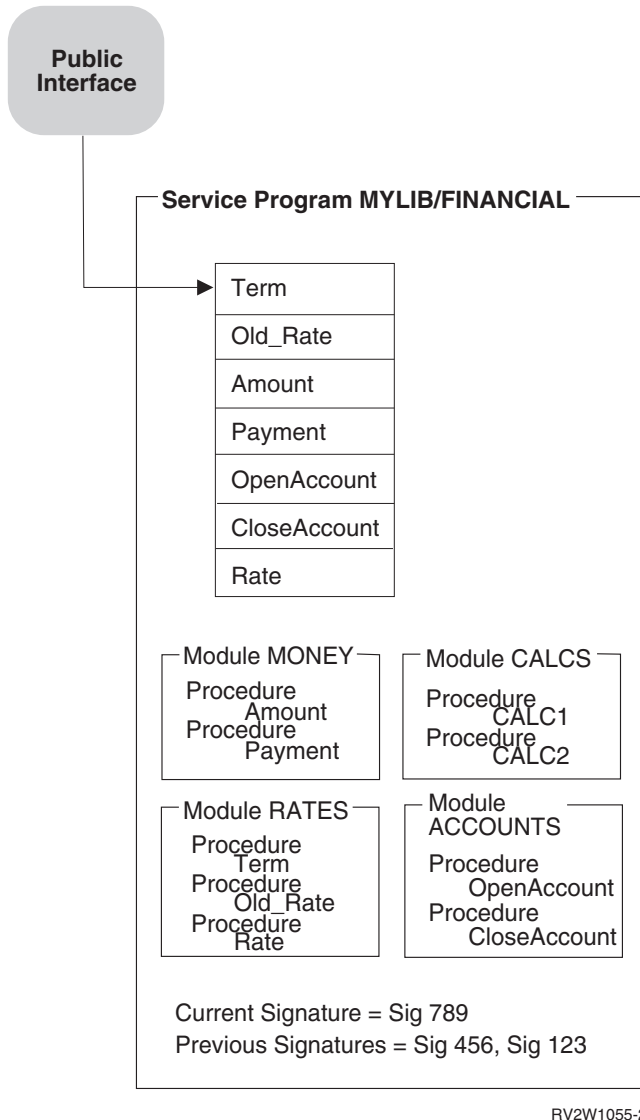 Public
Interface
Service Program MYLIB/FINANCIAL
Term
Old_Rate
Amount
Payment
OpenAccount
CloseAccount
Rate
Module MONEY
Procedure
Amount
Procedure
Payment
Module CALCS
Procedure
CALC1
Procedure
CALC2
Module RATES
Procedure
Term
Procedure
Old_Rate
Procedure
Rate
Module
ACCOUNTS
Procedure
OpenAccount
Procedure
CloseAccount
Current Signature = Sig 789
Previous Signatures = Sig 456, Sig 123